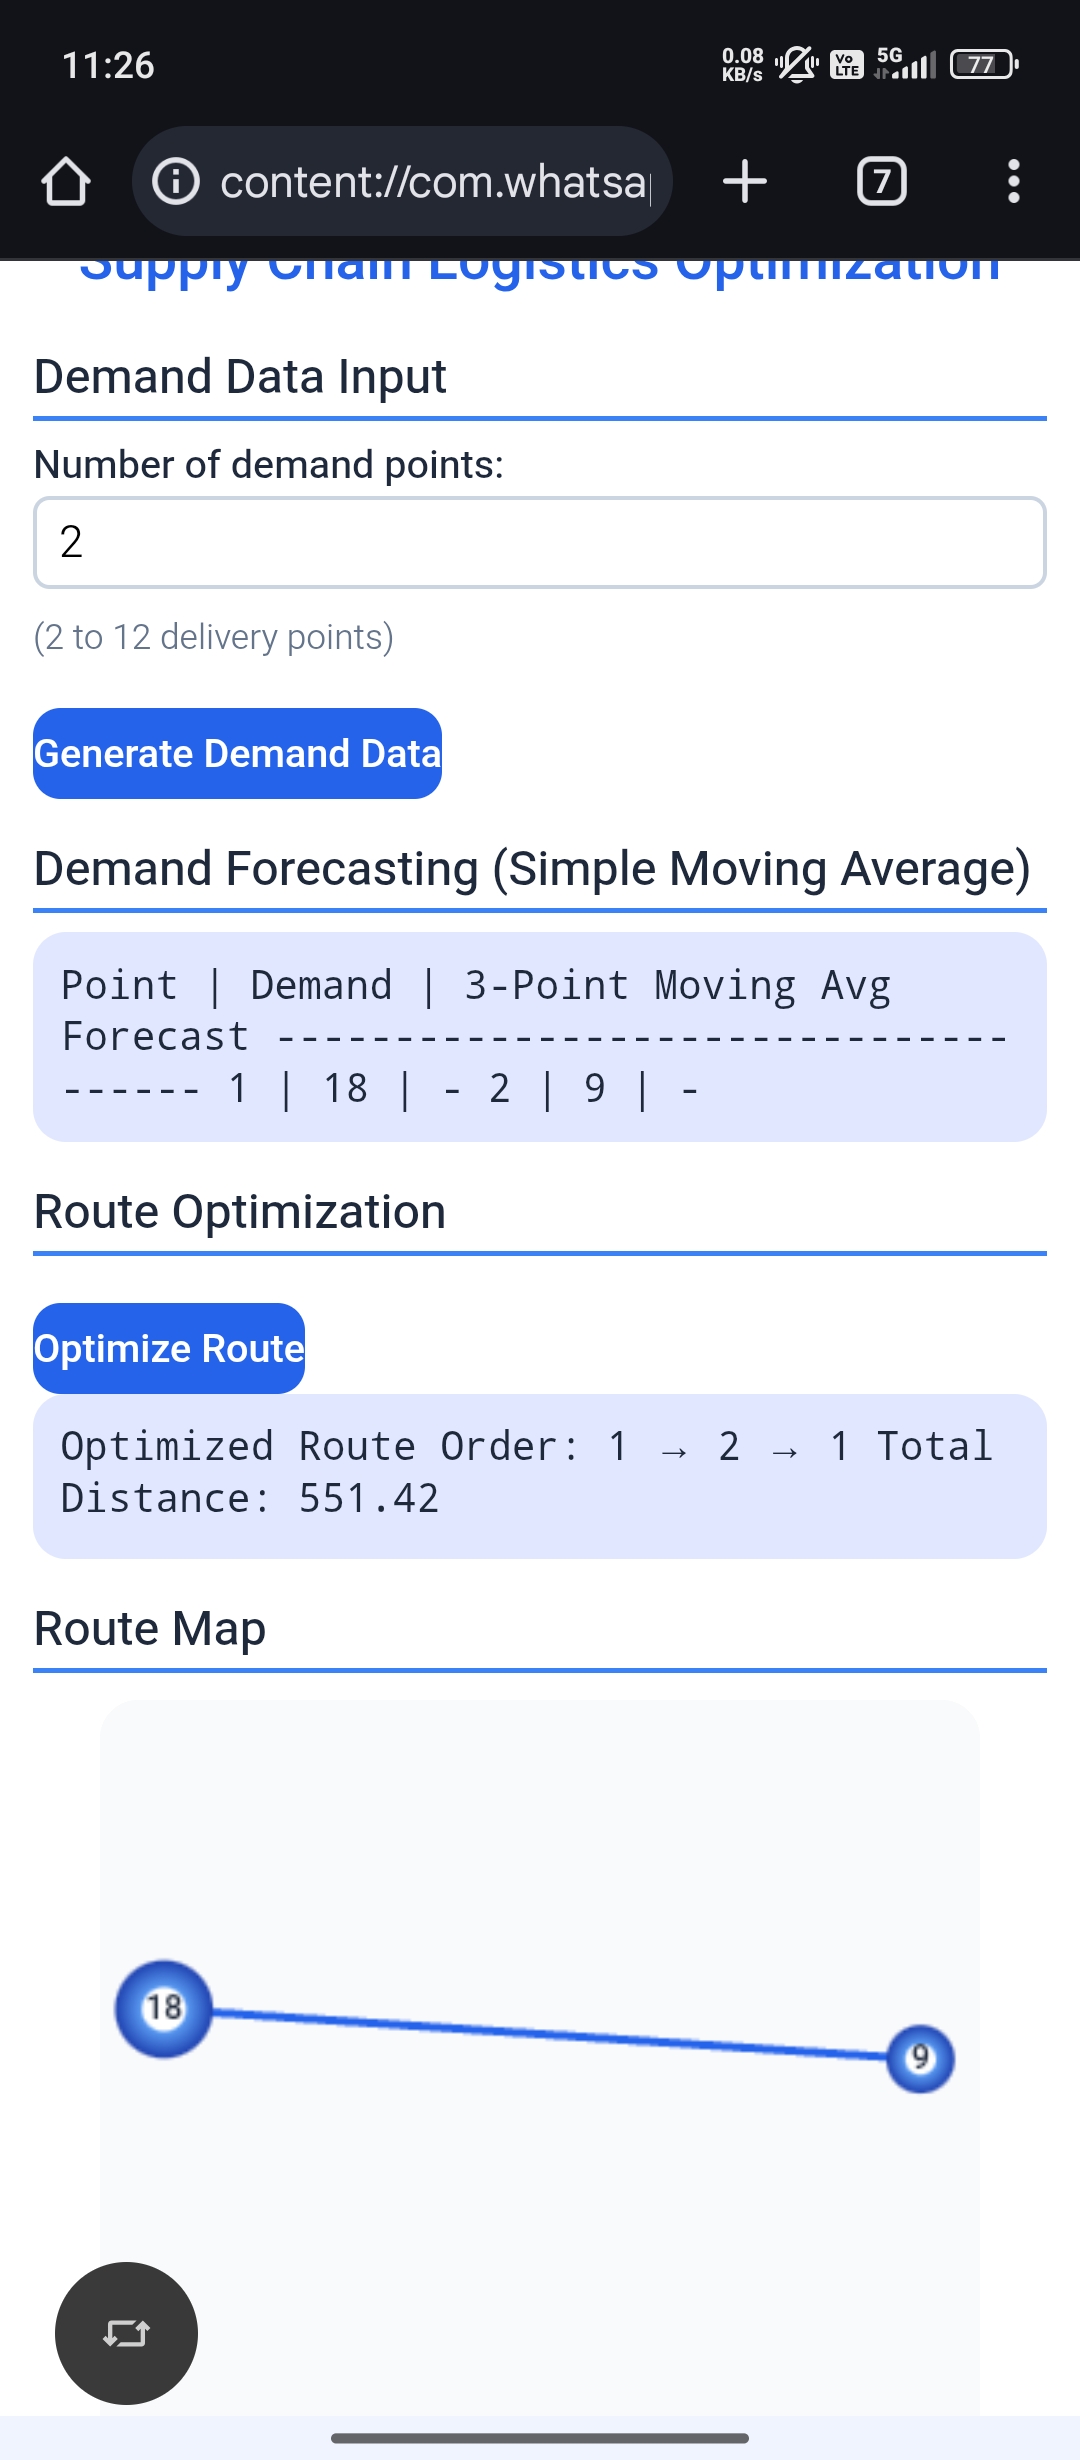 11:26
0.08
KB/s
Vo
LTE
5G
77
content://com.whatsa
7
Supply Chain Logistics Optimization
Demand Data Input
Number of demand points:
2
(2 to 12 delivery points)
Generate Demand Data
Demand Forecasting (Simple Moving Average)
Point | Demand | 3-Point Moving Avg
Forecast -------------------------------
------ 1 | 18 | - 2 | 9 | -
Route Optimization
Optimize Route
Optimized Route Order: 1 → 2 → 1 Total
Distance: 551.42
Route Map
18
9